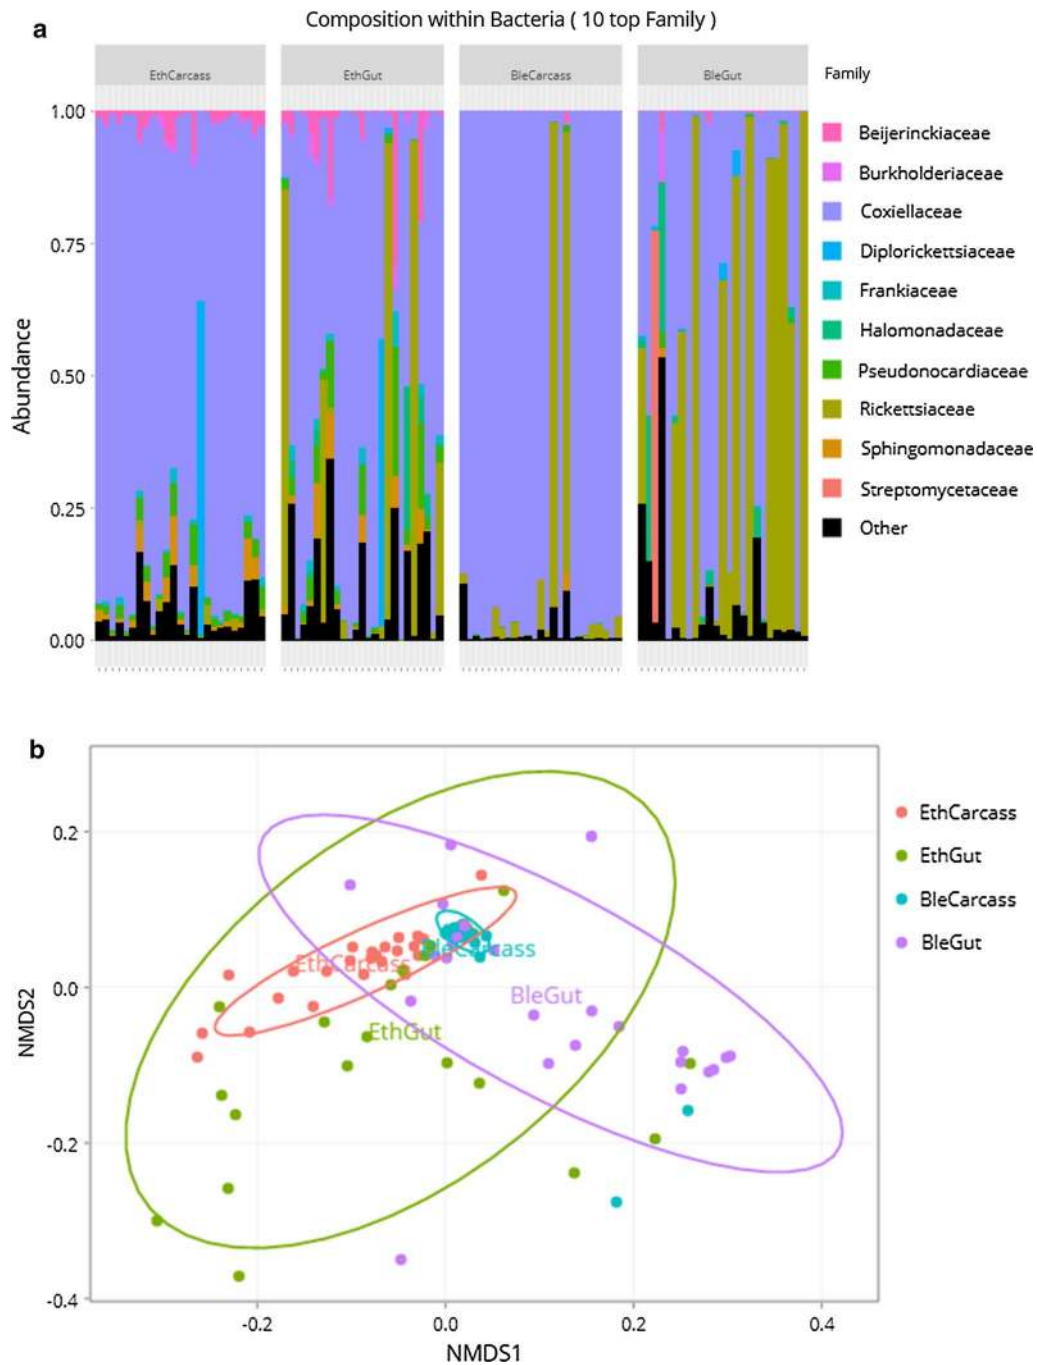 a
Composition within Bacteria ( 10 top Family )
EthCarcass EthGut BleCarcass BleGut
Family
1.00
0.75
0.50
0.25
0.00
Abundance
Beijerinckiaceae
Burkholderiaceae
Coxiellaceae
Diplorickettsiaceae
Frankiaceae
Halomonadaceae
Pseudonocardiaceae
Rickettsiaceae
Sphingomonadaceae
Streptomycetaceae
Other
b
0.2
0.0
-0.2
-0.4
NMDS2
EthCarcass
BleCarcass
BleGut
EthGut
-0.2 0.0 0.2 0.4
NMDS1
EthCarcass
EthGut
BleCarcass
BleGut